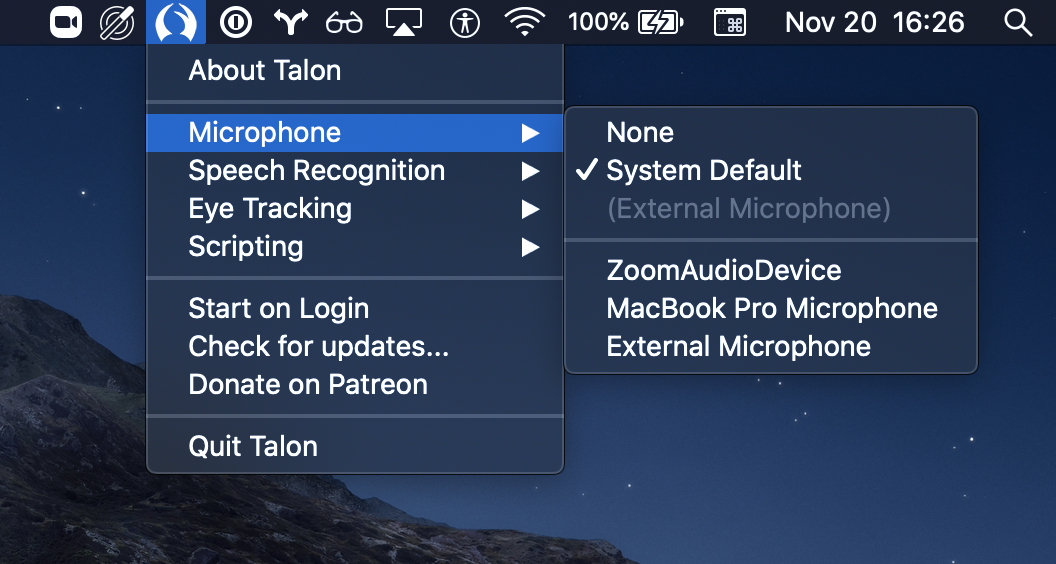 100% Nov 20 16:26
About Talon
Microphone
Speech Recognition
Eye Tracking
Scripting
Start on Login
Check for updates...
Donate on Patreon
Quit Talon
None
System Default
(External Microphone)
ZoomAudioDevice
MacBook Pro Microphone
External Microphone